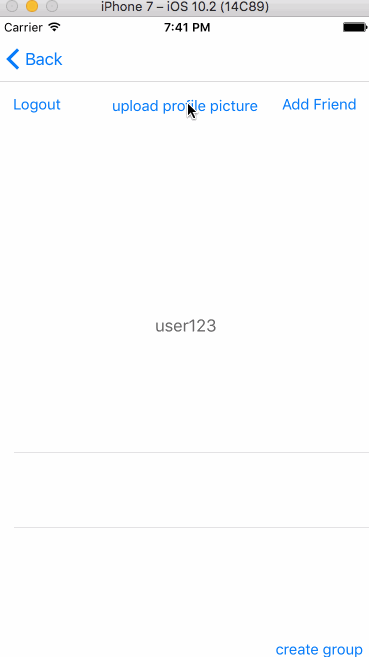 iPhone 7 – iOS 10.2 (14C89)
Carrier 7:41 PM
Back
Logout upload profile picture Add Friend
user123
create group